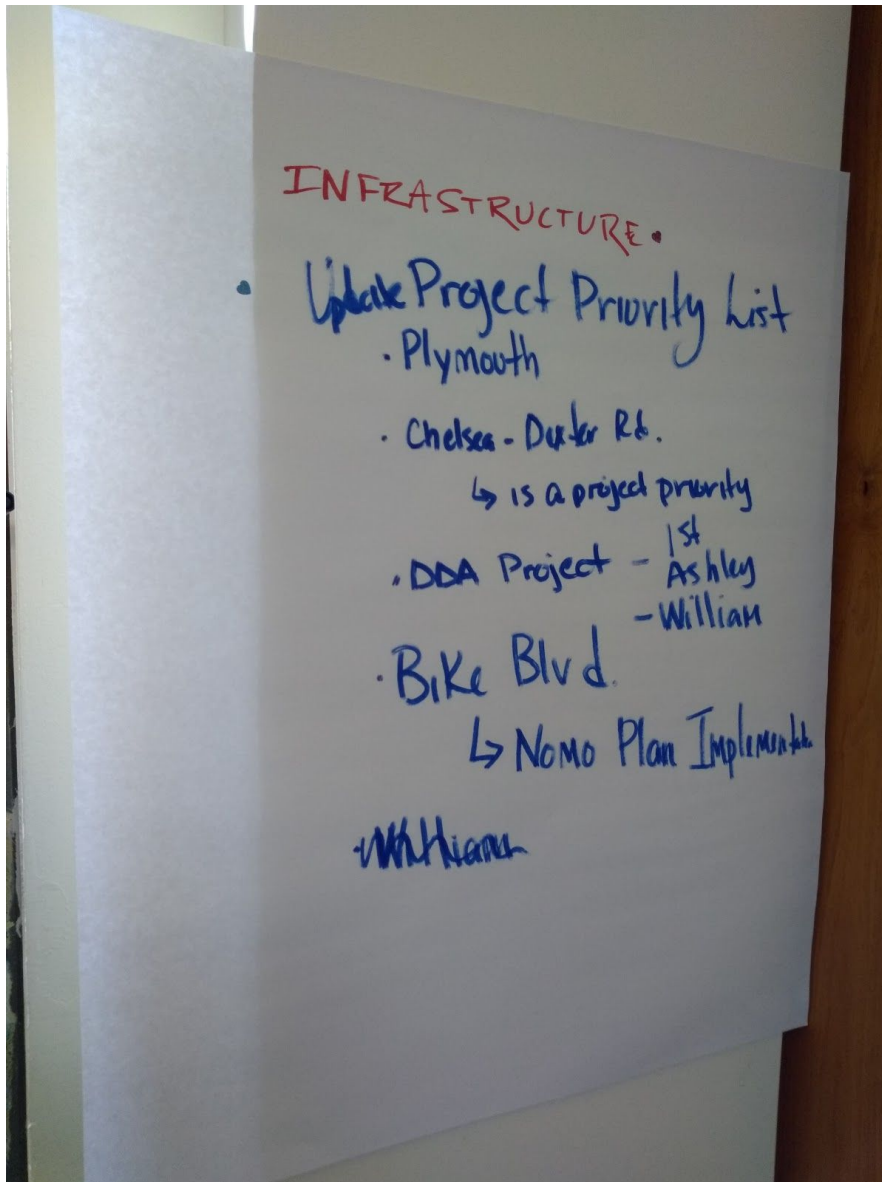 INFRASTRUCTURE
Update Project Priority List
· Plymouth
· Chelsea - Dexter Rd.
↳ is a project priority
1st
· DDA Project - Ashley
- William
· Bike Blvd.
↳ Nomo Plan Implementation